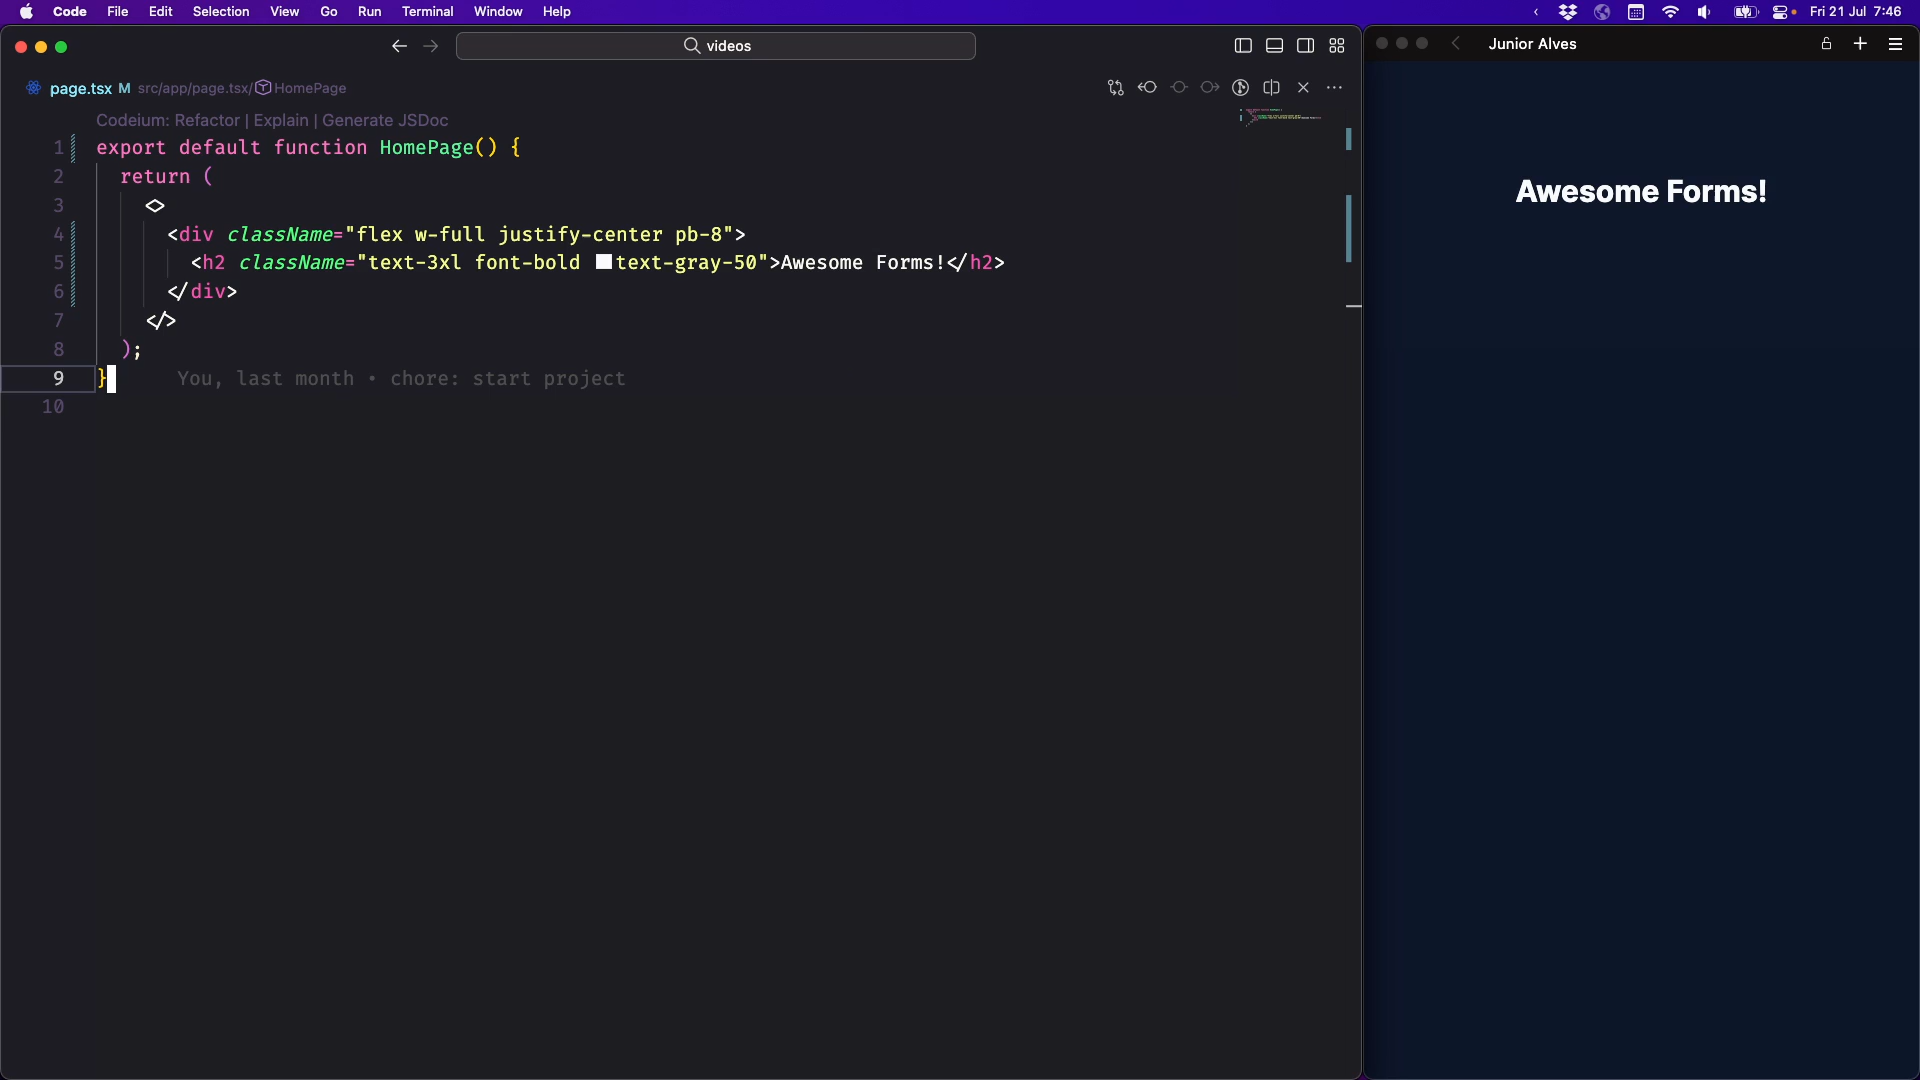 Code File Edit Selection View Go Run Terminal Window Help Fri 21 Jul 7:46
videos
Junior Alves
page.tsx M src/app/page.tsx/ HomePage
Codeium: Refactor | Explain | Generate JSDoc
1 export default function HomePage() {
2 return (
3 <>
4 <div className="flex w-full justify-center pb-8">
5 <h2 className="text-3xl font-bold text-gray-50">Awesome Forms!</h2>
6 </div>
7 </>
8 );
9 } You, last month • chore: start project
10
Awesome Forms!